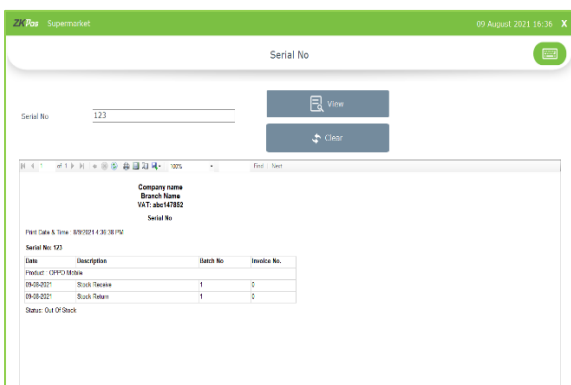 ZKPos Supermarket 09 August 2021 16:36 X
Serial No
Serial No 123
View
Clear
1 of 1 100% Find | Next
Company name
Branch Name
VAT: abc147852
Serial No
Print Date & Time : 8/9/2021 4:36:38 PM
Serial No: 123
Date Description Batch No Invoice No.
Product : OPPO Mobile
09-08-2021 Stock Receive 1 0
09-08-2021 Stock Return 1 0
Status: Out Of Stock